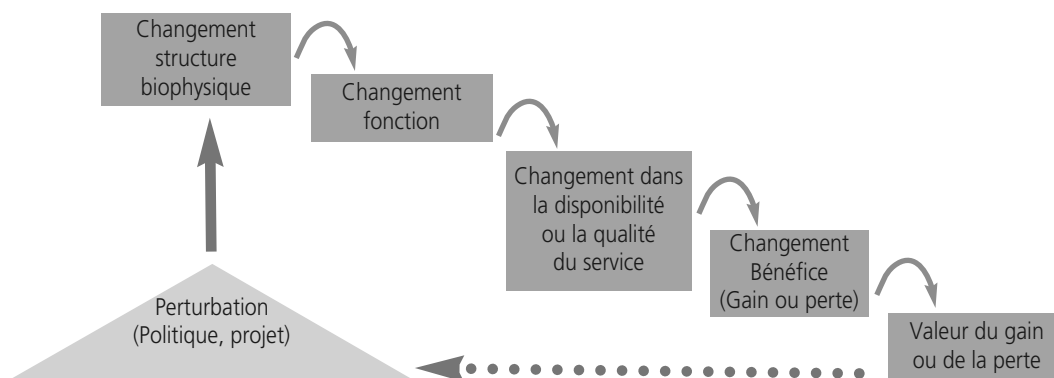 Changement
structure
biophysique
Changement
fonction
Changement dans
la disponibilité
ou la qualité
du service
Changement
Bénéfice
(Gain ou perte)
Valeur du gain
ou de la perte
Perturbation
(Politique, projet)